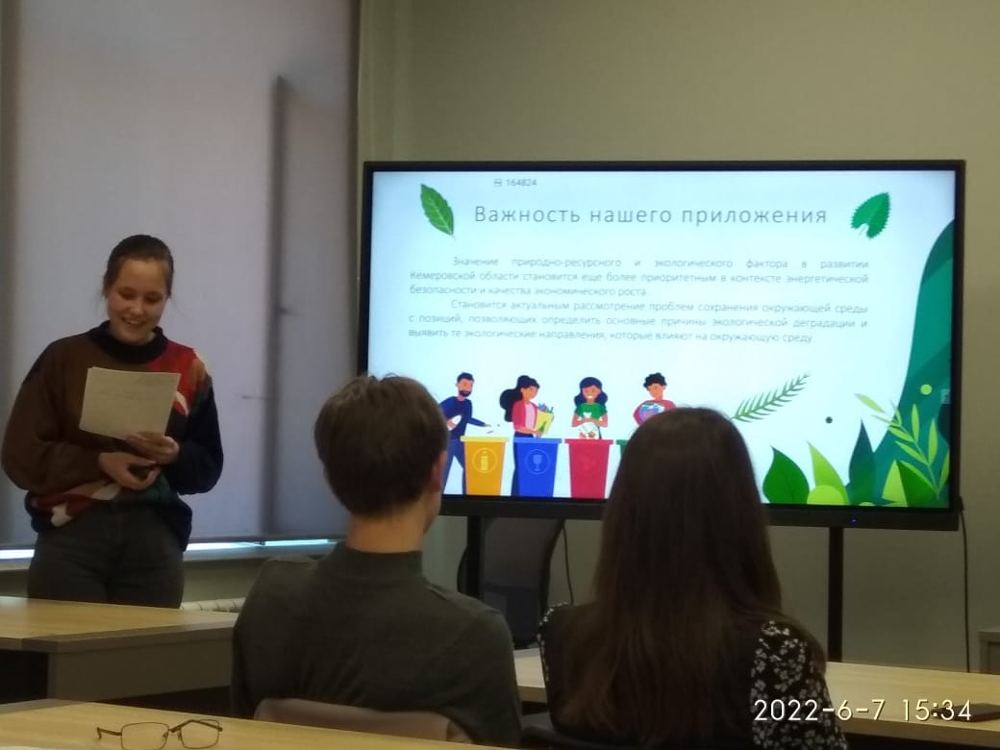 164824
Важность нашего приложения
Значение природно-ресурсного и экологического фактора в развитии
Кемеровской области становится еще более приоритетным в контексте энергетической
безопасности и качества экономического роста.
Становится актуальным рассмотрение проблем сохранения окружающей среды
с позиций, позволяющих определить основные причины экологической деградации и
выявить те экологические направления, которые влияют на окружающую среду
2022-6-7 15:34